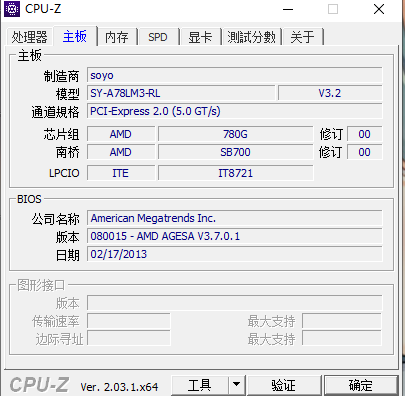 CPU-Z
处理器 主板 内存 SPD 显卡 測試分數 关于
主板
制造商 soyo
模型 SY-A78LM3-RL V3.2
通道規格 PCI-Express 2.0 (5.0 GT/s)
芯片组 AMD 780G 修订 00
南桥 AMD SB700 修订 00
LPCIO ITE IT8721
BIOS
公司名称 American Megatrends Inc.
版本 080015 - AMD AGESA V3.7.0.1
日期 02/17/2013
图形接口
版本
传输速率 最大支持
边际寻址 最大支持
CPU-Z Ver. 2.03.1.x64 工具 验证 确定